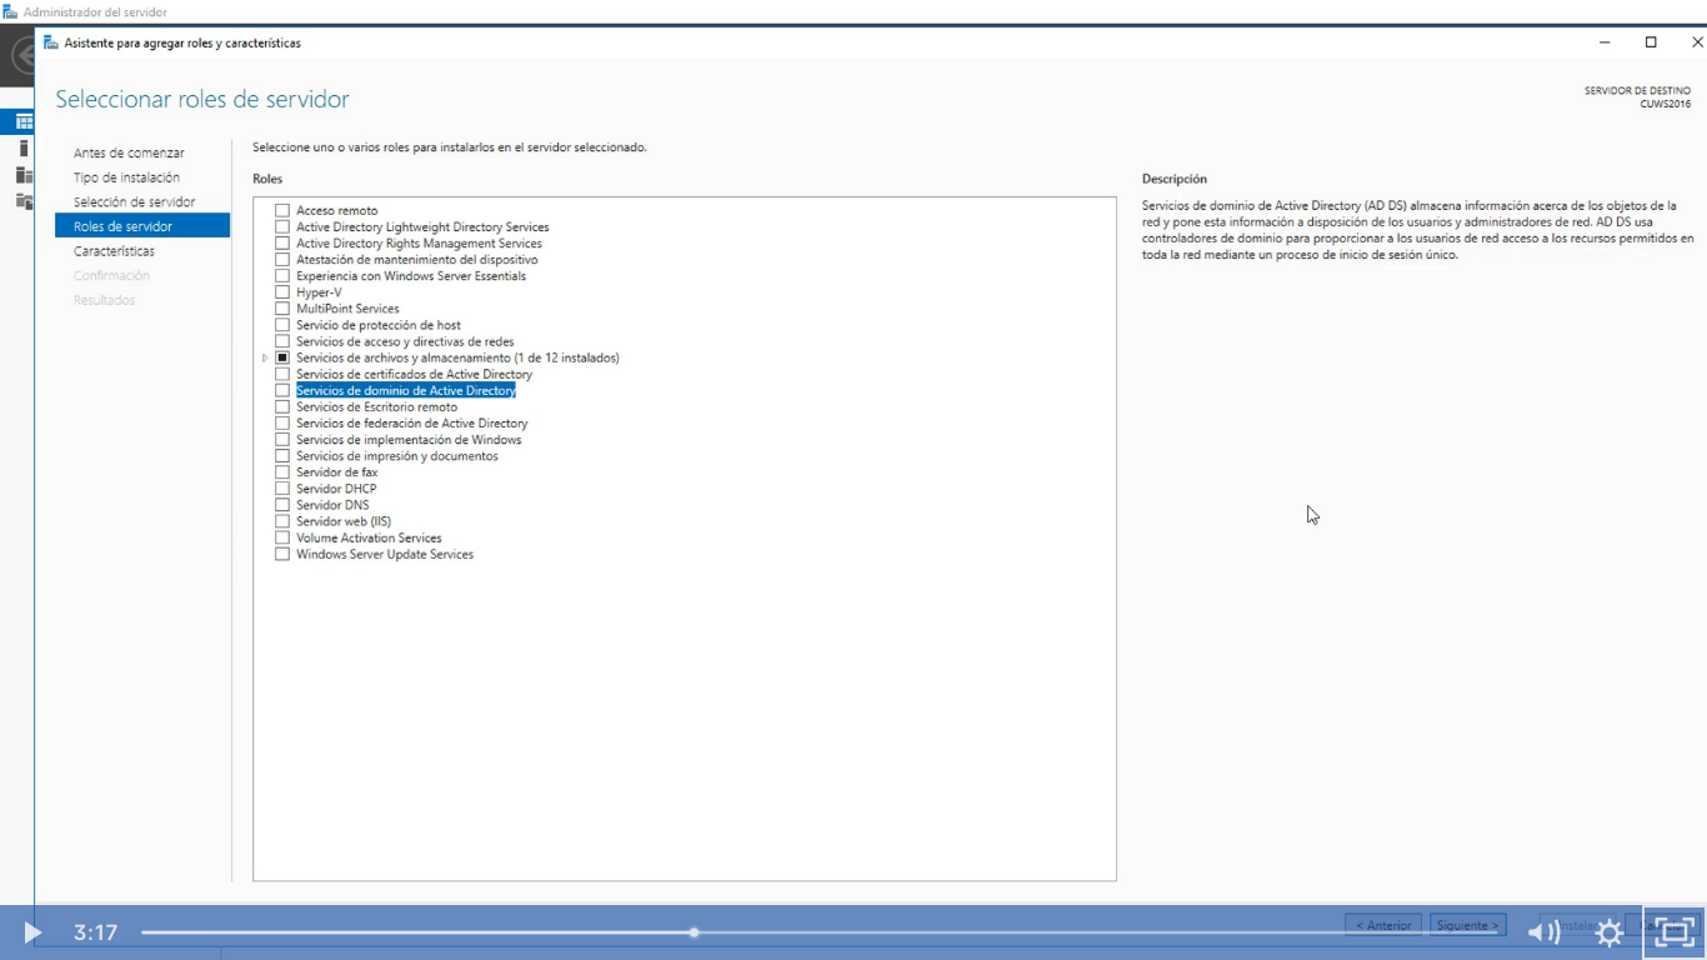 Administrador del servidor
Asistente para agregar roles y características
Seleccionar roles de servidor
SERVIDOR DE DESTINO
CUWS2016
Antes de comenzar
Tipo de instalación
Selección de servidor
Roles de servidor
Características
Confirmación
Resultados
Seleccione uno o varios roles para instalarlos en el servidor seleccionado.
Roles
Acceso remoto
Active Directory Lightweight Directory Services
Active Directory Rights Management Services
Atestación de mantenimiento del dispositivo
Experiencia con Windows Server Essentials
Hyper-V
MultiPoint Services
Servicio de protección de host
Servicios de acceso y directivas de redes
Servicios de archivos y almacenamiento (1 de 12 instalados)
Servicios de certificados de Active Directory
Servicios de dominio de Active Directory
Servicios de Escritorio remoto
Servicios de federación de Active Directory
Servicios de implementación de Windows
Servicios de impresión y documentos
Servidor de fax
Servidor DHCP
Servidor DNS
Servidor web (IIS)
Volume Activation Services
Windows Server Update Services
Descripción
Servicios de dominio de Active Directory (AD DS) almacena información acerca de los objetos de la
red y pone esta información a disposición de los usuarios y administradores de red. AD DS usa
controladores de dominio para proporcionar a los usuarios de red acceso a los recursos permitidos en
toda la red mediante un proceso de inicio de sesión único.
3:17
< Anterior
Siguiente >